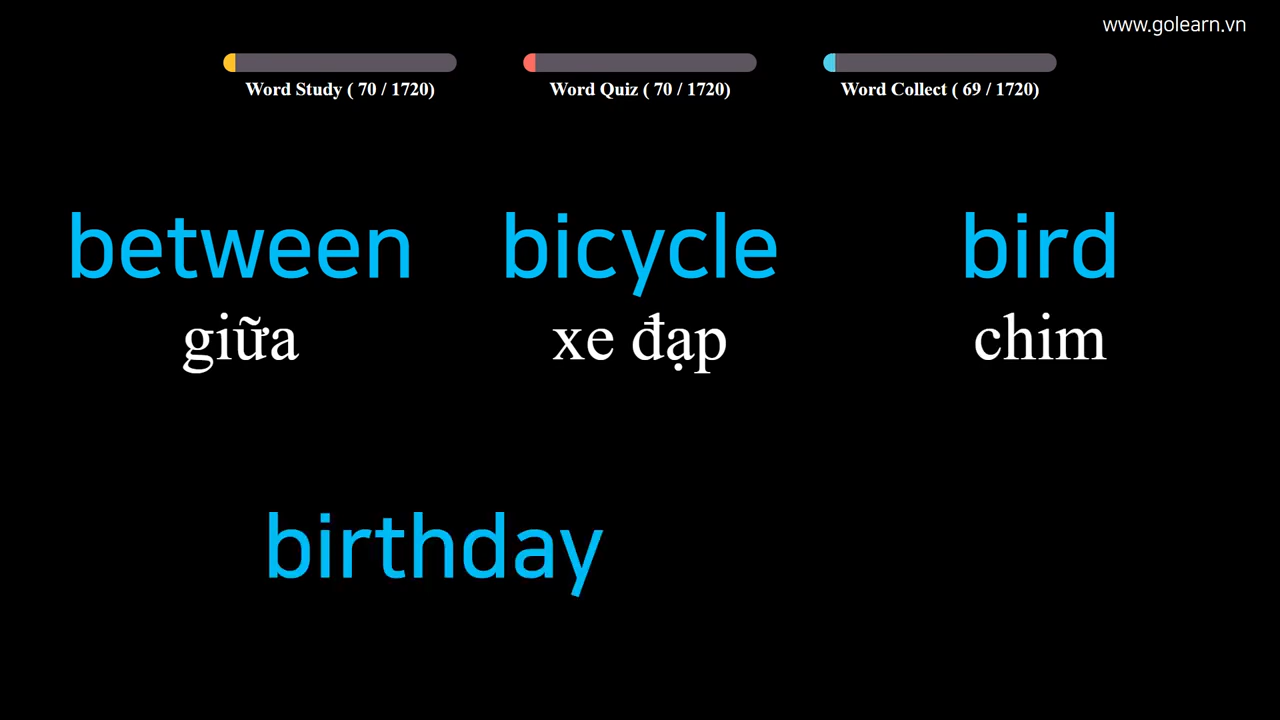 www.golearn.vn
Word Study ( 70 / 1720)
Word Quiz ( 70 / 1720)
Word Collect ( 69 / 1720)
between
bicycle
bird
giữa
xe đạp
chim
birthday